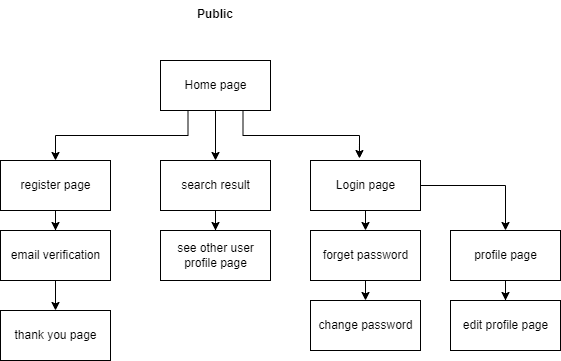 Public
Home page
register page
search result
Login page
email verification
see other user
profile page
forget password
profile page
thank you page
change password
edit profile page